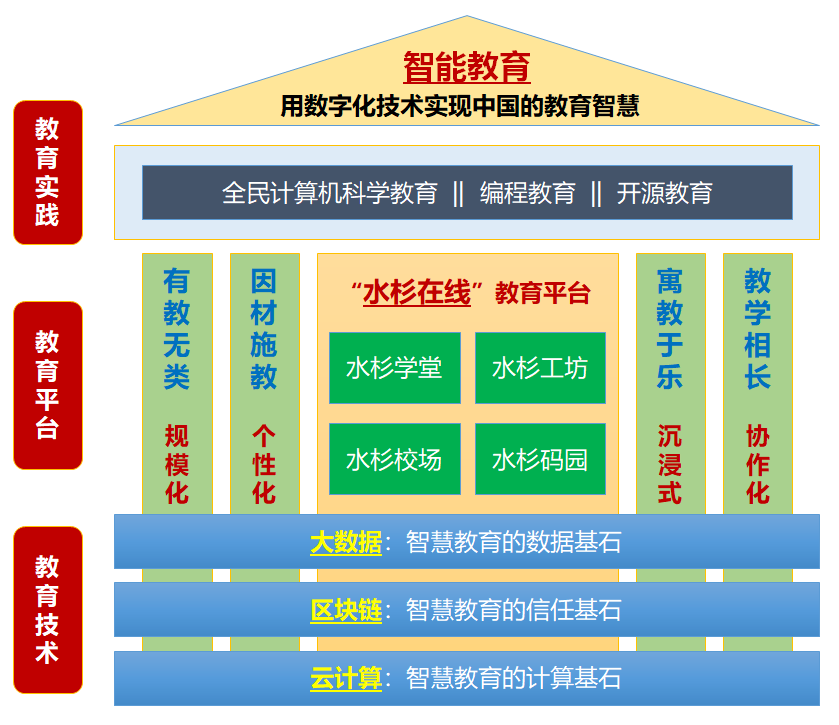 智能教育
用数字化技术实现中国的教育智慧
教育实践
全民计算机科学教育 || 编程教育 || 开源教育
教育平台
有教无类
规模化
因材施教
个性化
“水杉在线”教育平台
水杉学堂
水杉工坊
水杉校场
水杉码园
寓教于乐
沉浸式
教学相长
协作化
教育技术
大数据：智慧教育的数据基石
区块链：智慧教育的信任基石
云计算：智慧教育的计算基石